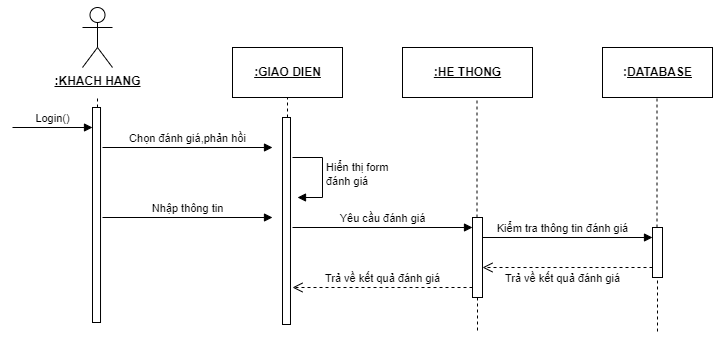 :KHACH HANG
:GIAO DIEN
:HE THONG
:DATABASE
Login()
Chọn đánh giá,phản hồi
Hiển thị form
đánh giá
Nhập thông tin
Yêu cầu đánh giá
Kiểm tra thông tin đánh giá
Trả về kết quả đánh giá
Trả về kết quả đánh giá